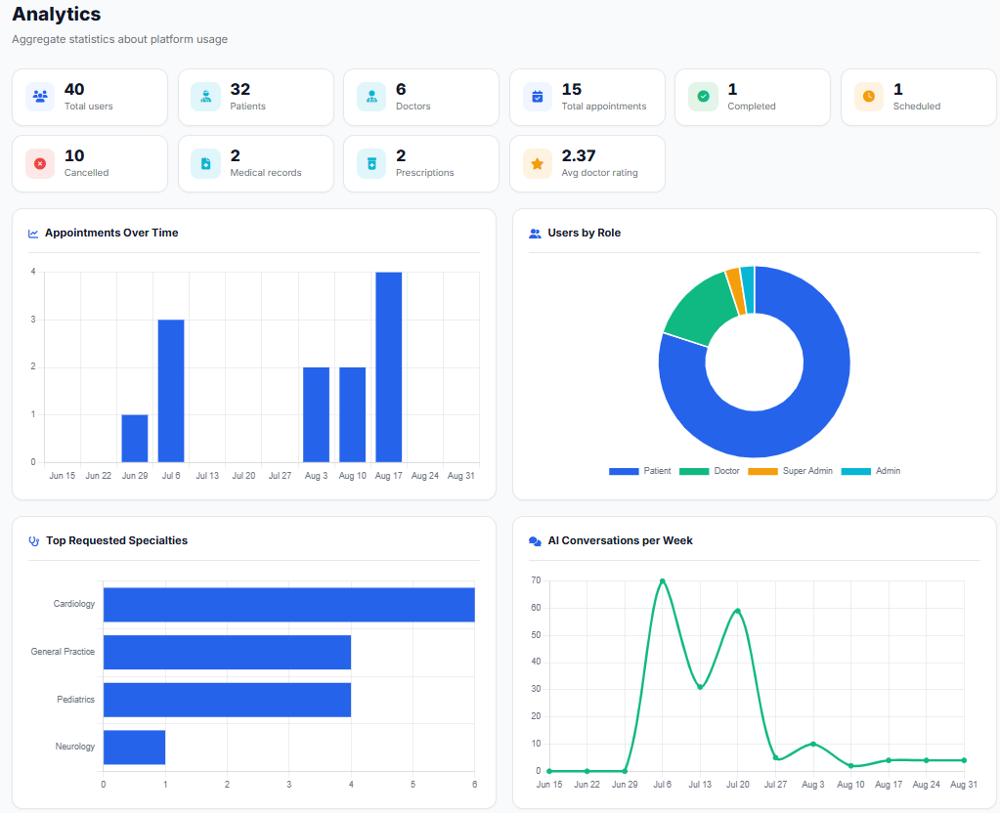 Analytics
Aggregate statistics about platform usage
40
Total users
32
Patients
6
Doctors
15
Total appointments
1
Completed
1
Scheduled
10
Cancelled
2
Medical records
2
Prescriptions
2.37
Avg doctor rating
Appointments Over Time
4
3
2
1
0
Jun 15 Jun 22 Jun 29 Jul 6 Jul 13 Jul 20 Jul 27 Aug 3 Aug 10 Aug 17 Aug 24 Aug 31
Users by Role
Patient Doctor Super Admin Admin
Top Requested Specialties
Cardiology
General Practice
Pediatrics
Neurology
0 1 2 3 4 5 6
AI Conversations per Week
70
60
50
40
30
20
10
0
Jun 15 Jun 22 Jun 29 Jul 6 Jul 13 Jul 20 Jul 27 Aug 3 Aug 10 Aug 17 Aug 24 Aug 31